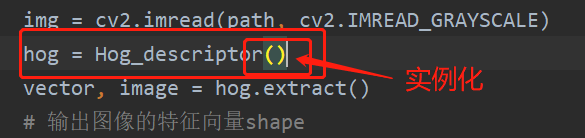 img = cv2.imread(path, cv2.IMREAD_GRAYSCALE)
hog = Hog_descriptor()
实例化
vector, image = hog.extract()
# 输出图像的特征向量shape